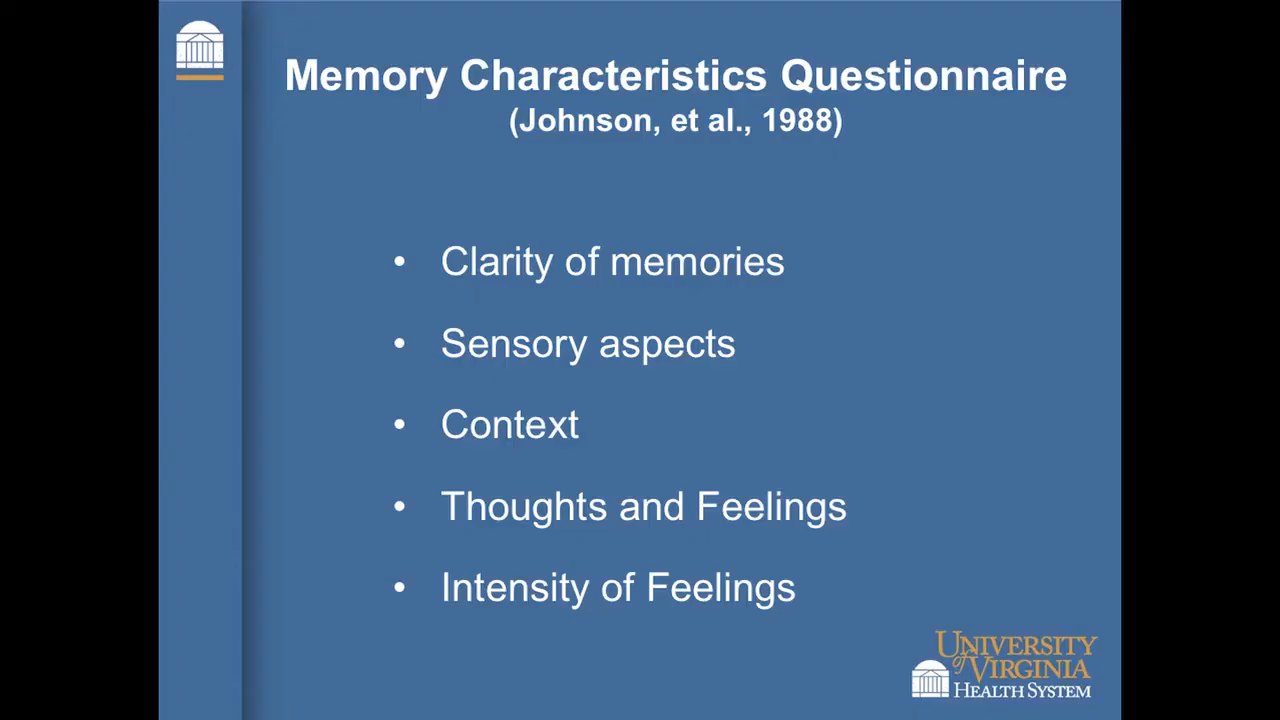 Memory Characteristics Questionnaire
(Johnson, et al., 1988)
• Clarity of memories
• Sensory aspects
• Context
• Thoughts and Feelings
• Intensity of Feelings
UNIVERSITY
of VIRGINIA
HEALTH SYSTEM